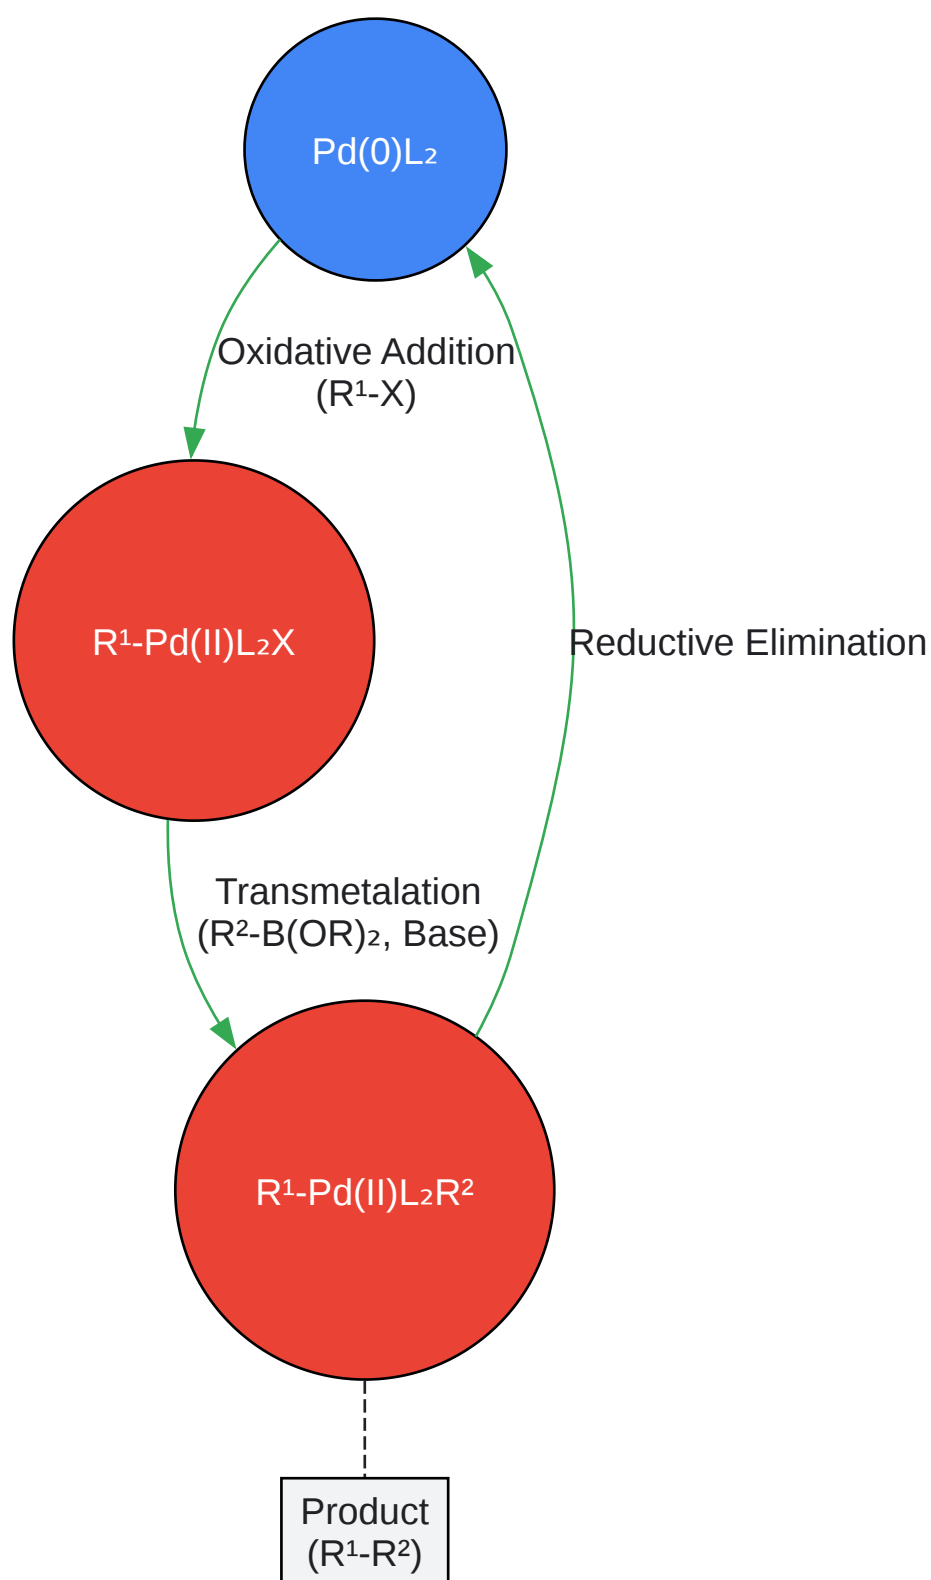 Pd(0)L₂
Oxidative Addition
(R¹-X)
R¹-Pd(II)L₂X
Reductive Elimination
Transmetalation
(R²-B(OR)₂, Base)
R¹-Pd(II)L₂R²
Product
(R¹-R²)